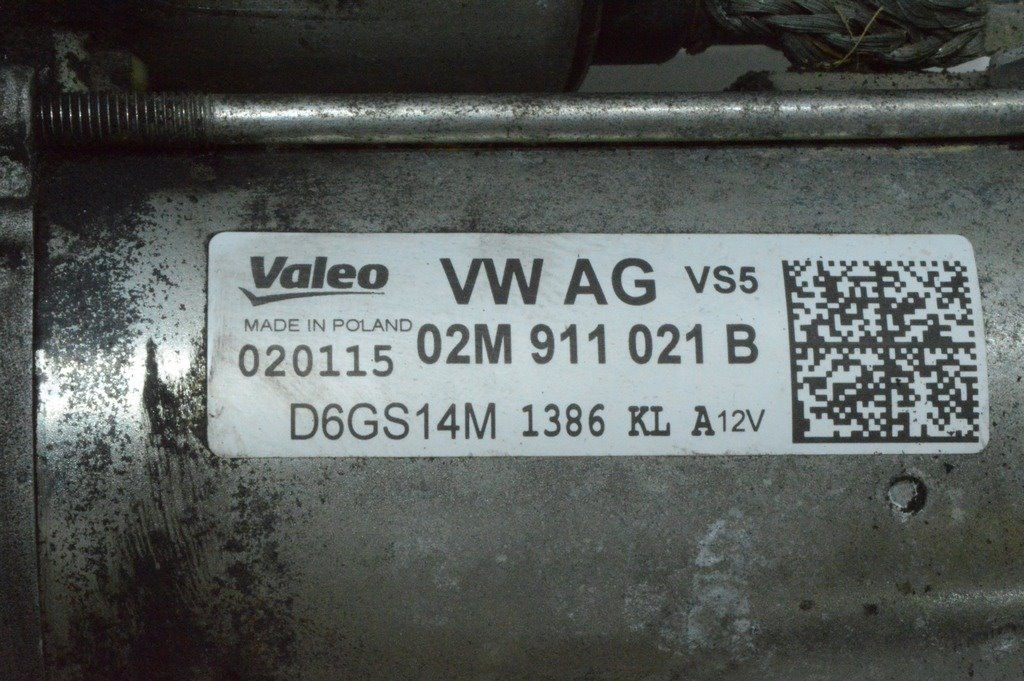 Valeo VW AG VS5
MADE IN POLAND
020115 02M 911 021 B
D6GS14M 1386 KL A12V